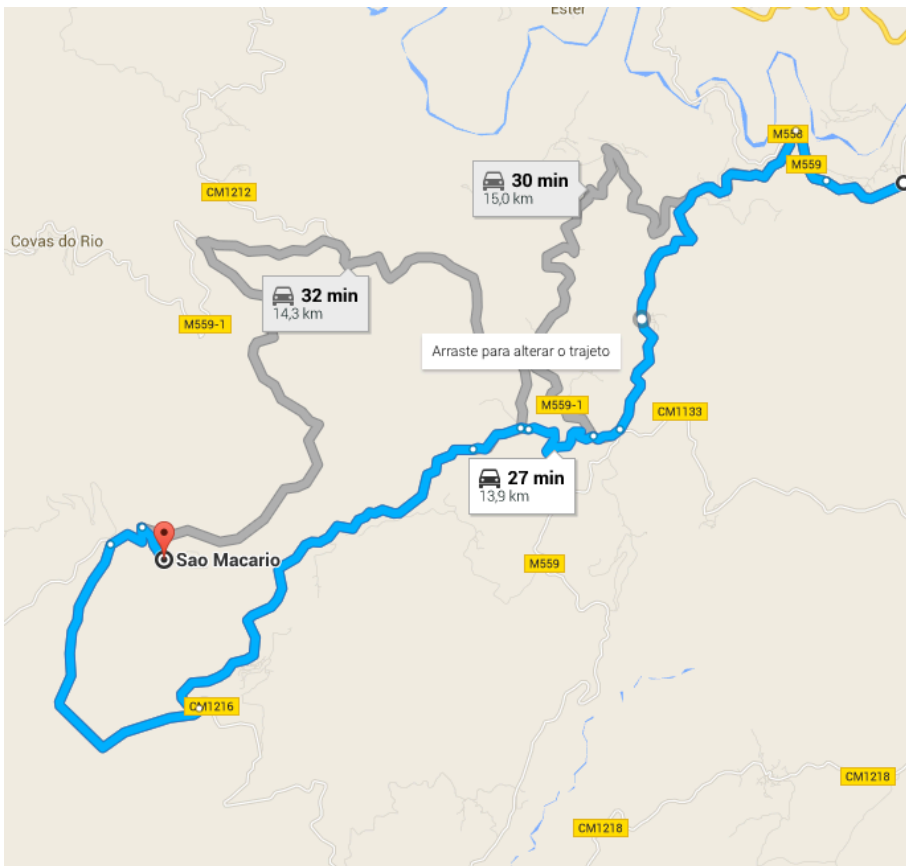 Ester
M558
M559
30 min
15,0 km
CM1212
Covas do Rio
32 min
14,3 km
M559-1
Arraste para alterar o trajeto
M559-1
CM1133
27 min
13,9 km
Sao Macario
M559
CM1216
CM1218
CM1218